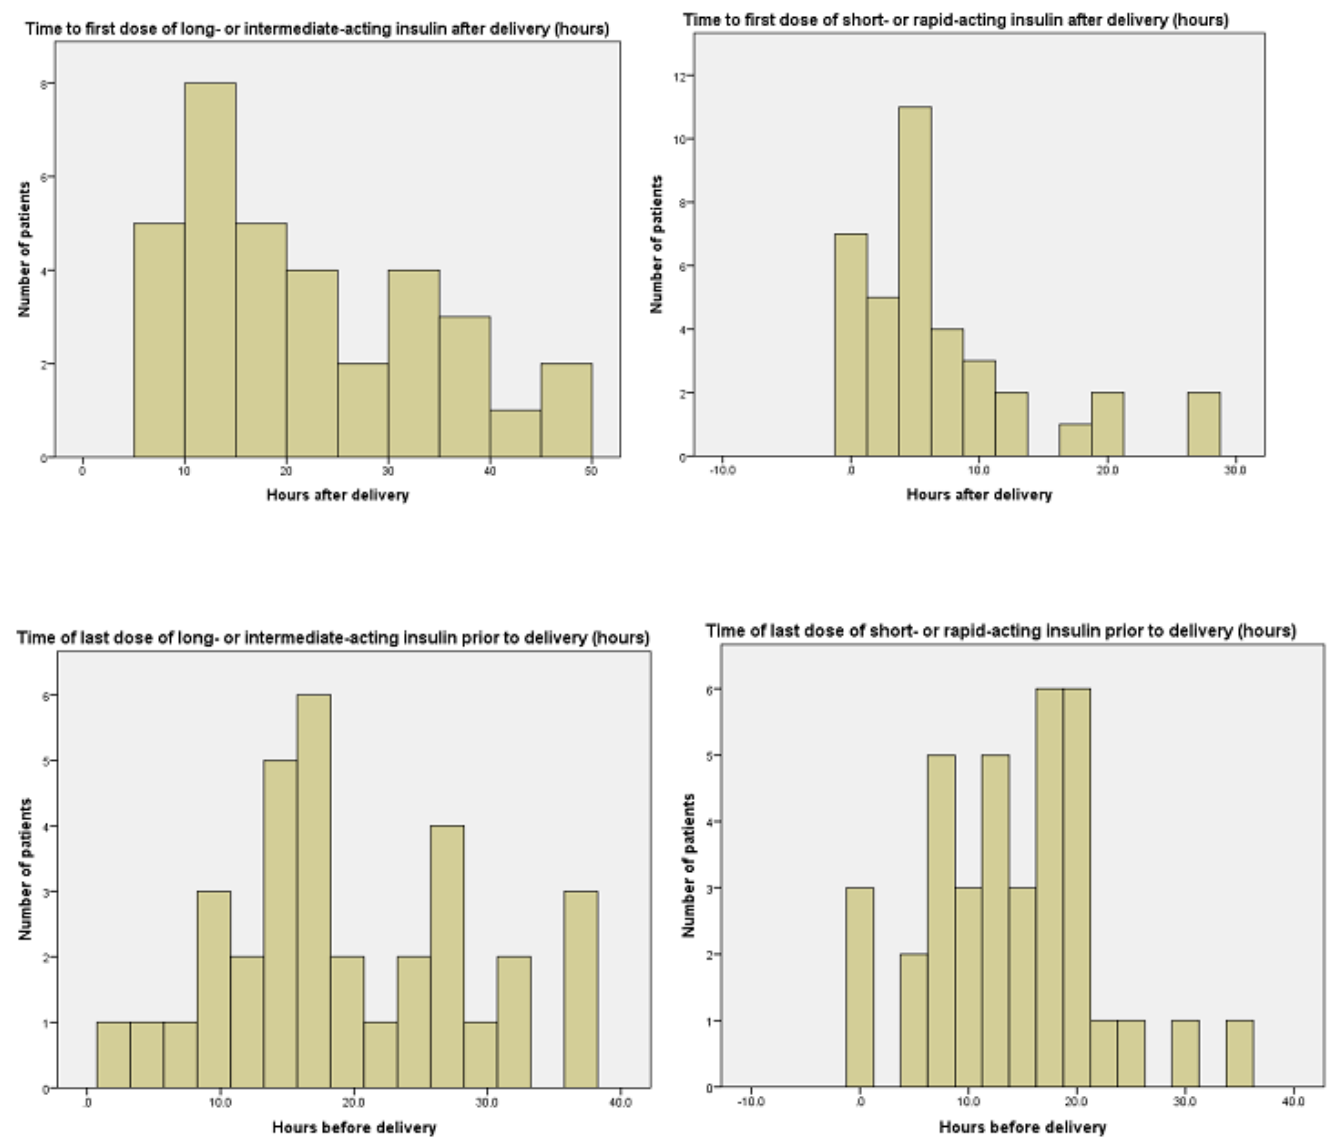 Time to first dose of long- or intermediate-acting insulin after delivery (hours)
Number of patients
8
6
4
2
0
0 10 20 30 40 50
Hours after delivery
Time to first dose of short- or rapid-acting insulin after delivery (hours)
Number of patients
12
10
8
6
4
2
0
-10.0 .0 10.0 20.0 30.0
Hours after delivery
Time of last dose of long- or intermediate-acting insulin prior to delivery (hours)
Number of patients
6
5
4
3
2
1
0
.0 10.0 20.0 30.0 40.0
Hours before delivery
Time of last dose of short- or rapid-acting insulin prior to delivery (hours)
Number of patients
6
5
4
3
2
1
0
-10.0 .0 10.0 20.0 30.0 40.0
Hours before delivery